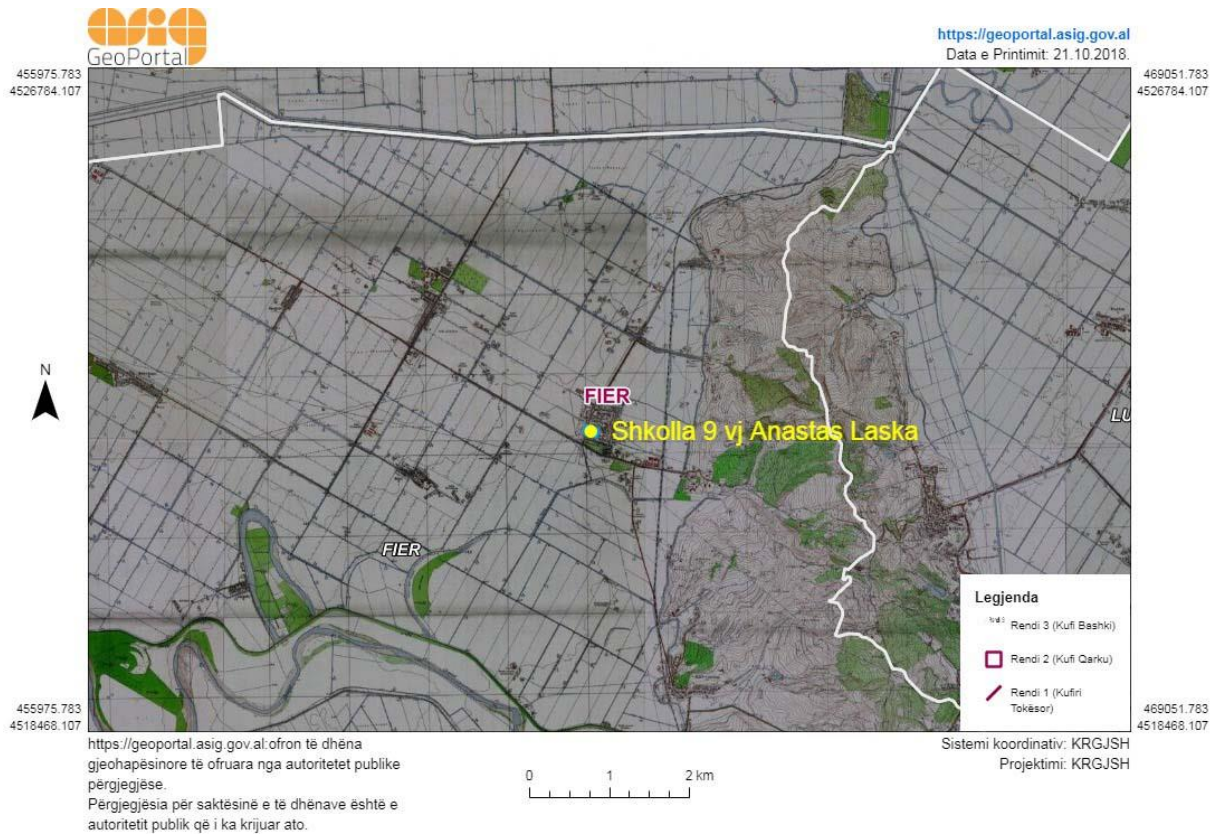 asig
GeoPortal
https://geoportal.asig.gov.al
Data e Printimit: 21.10.2018.
455975.783
4526784.107
469051.783
4526784.107
N
FIER
Shkolla 9 vj Anastas Laska
LU
FIER
Legjenda
Rendi 3 (Kufi Bashki)
Rendi 2 (Kufi Qarku)
Rendi 1 (Kufiri
Tokësor)
455975.783
4518468.107
469051.783
4518468.107
https://geoportal.asig.gov.al:ofron të dhëna
gjeohapësinore të ofruara nga autoritetet publike
përgjegjëse.
Përgjegjësia për saktësinë e të dhënave është e
autoritetit publik që i ka krijuar ato.
0 1 2 km
Sistemi koordinativ: KRGJSH
Projektimi: KRGJSH